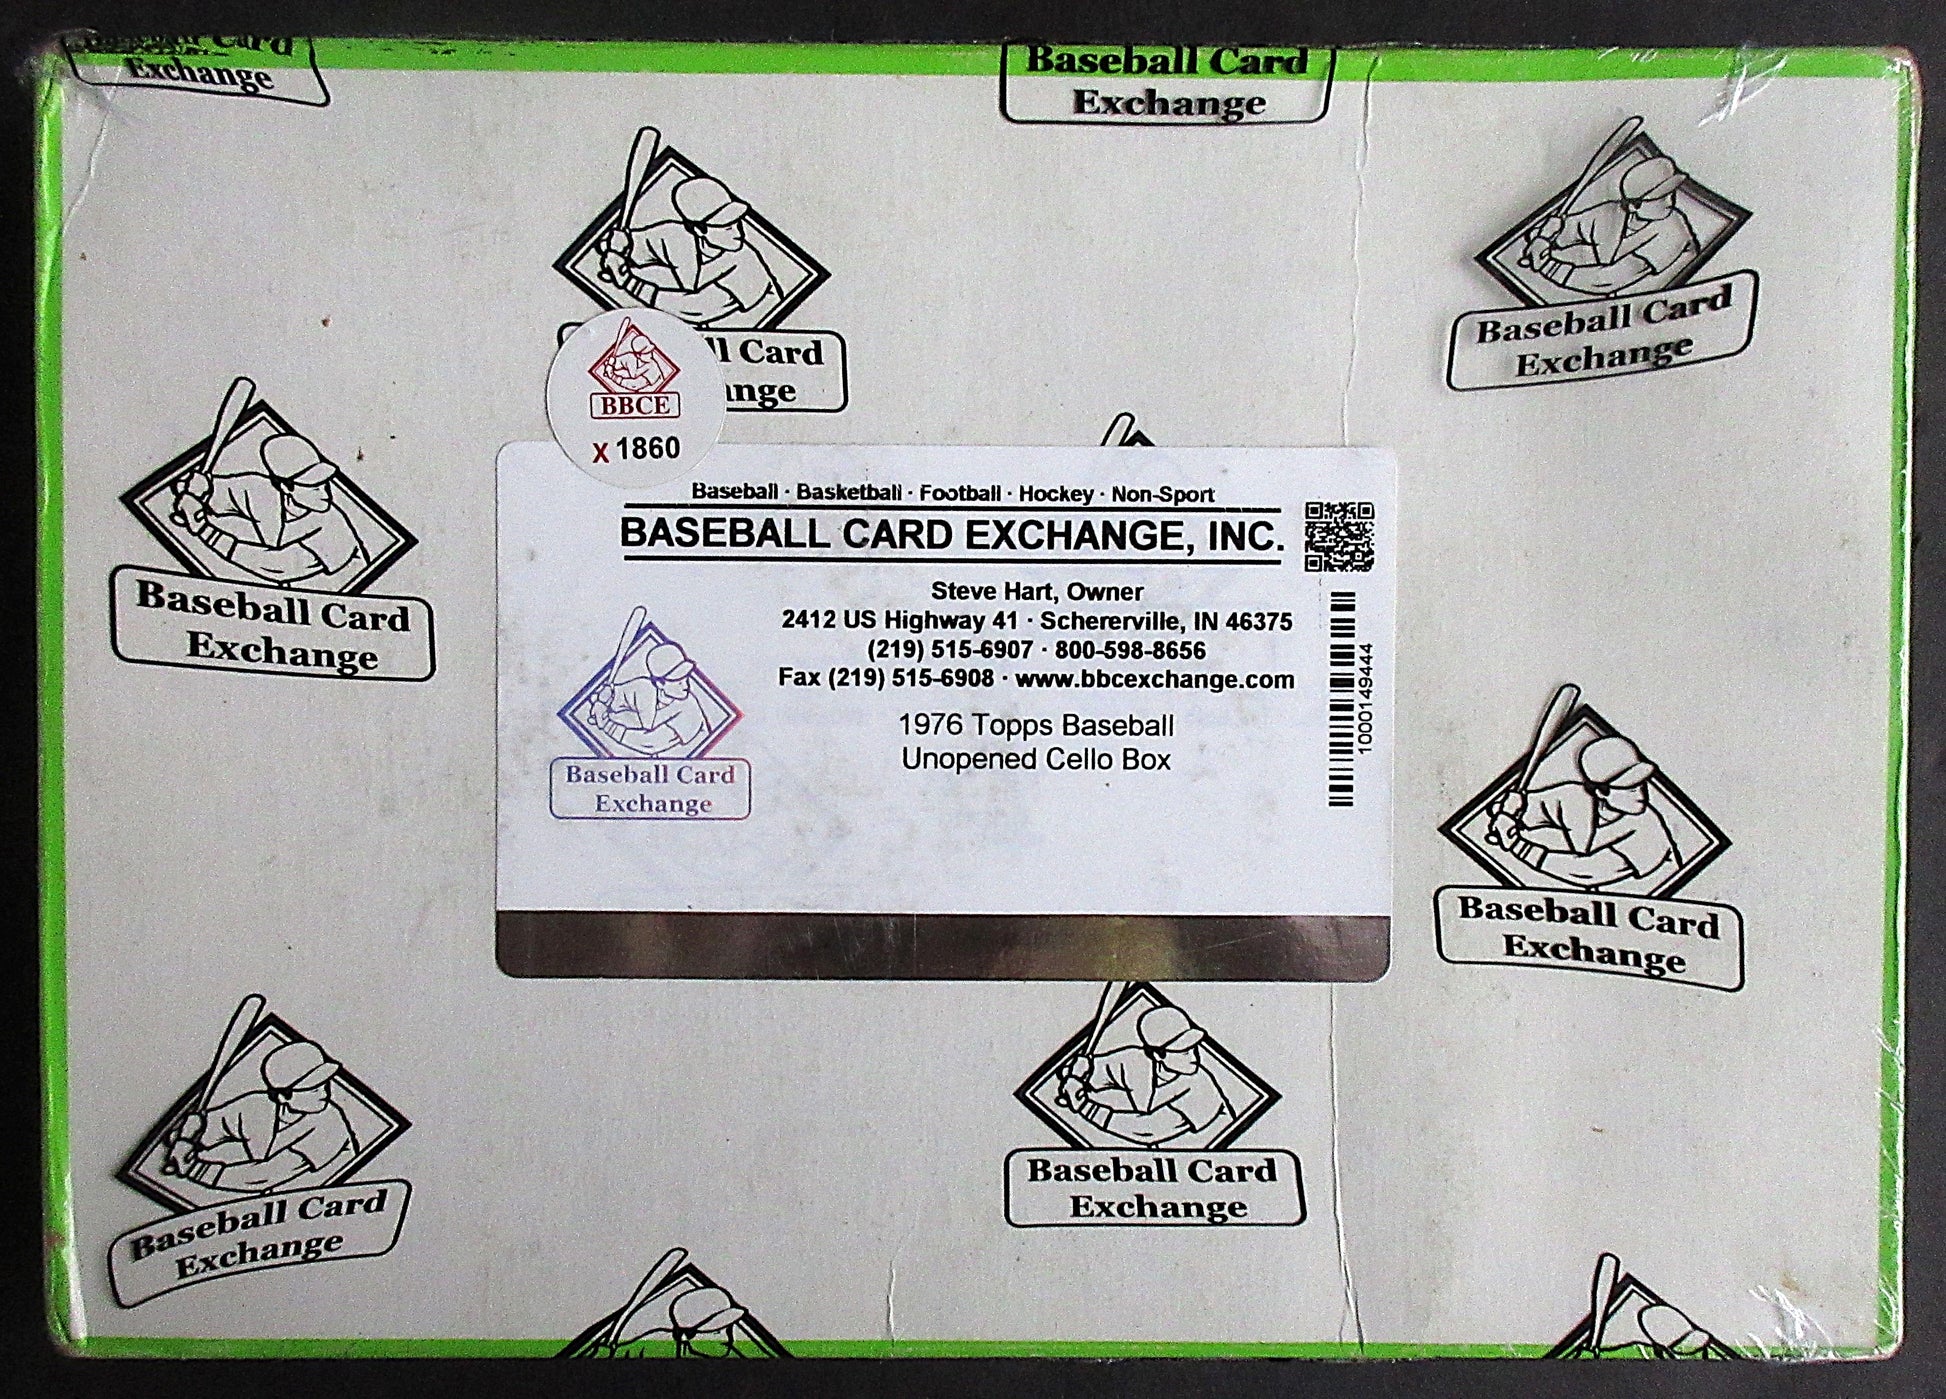 Card
Exchange
Baseball Card
Exchange
Baseball Card
Exchange
l Card
nge
BBCE
X 1860
Baseball Card
Exchange
Baseball · Basketball · Football · Hockey · Non-Sport
BASEBALL CARD EXCHANGE, INC.
Steve Hart, Owner
2412 US Highway 41 · Schererville, IN 46375
(219) 515-6907 · 800-598-8656
Fax (219) 515-6908 · www.bbcexchange.com
1976 Topps Baseball
Unopened Cello Box
1000149444
Baseball Card
Exchange
Baseball Card
Exchange
Baseball Card
Exchange
Baseball Card
Exchange